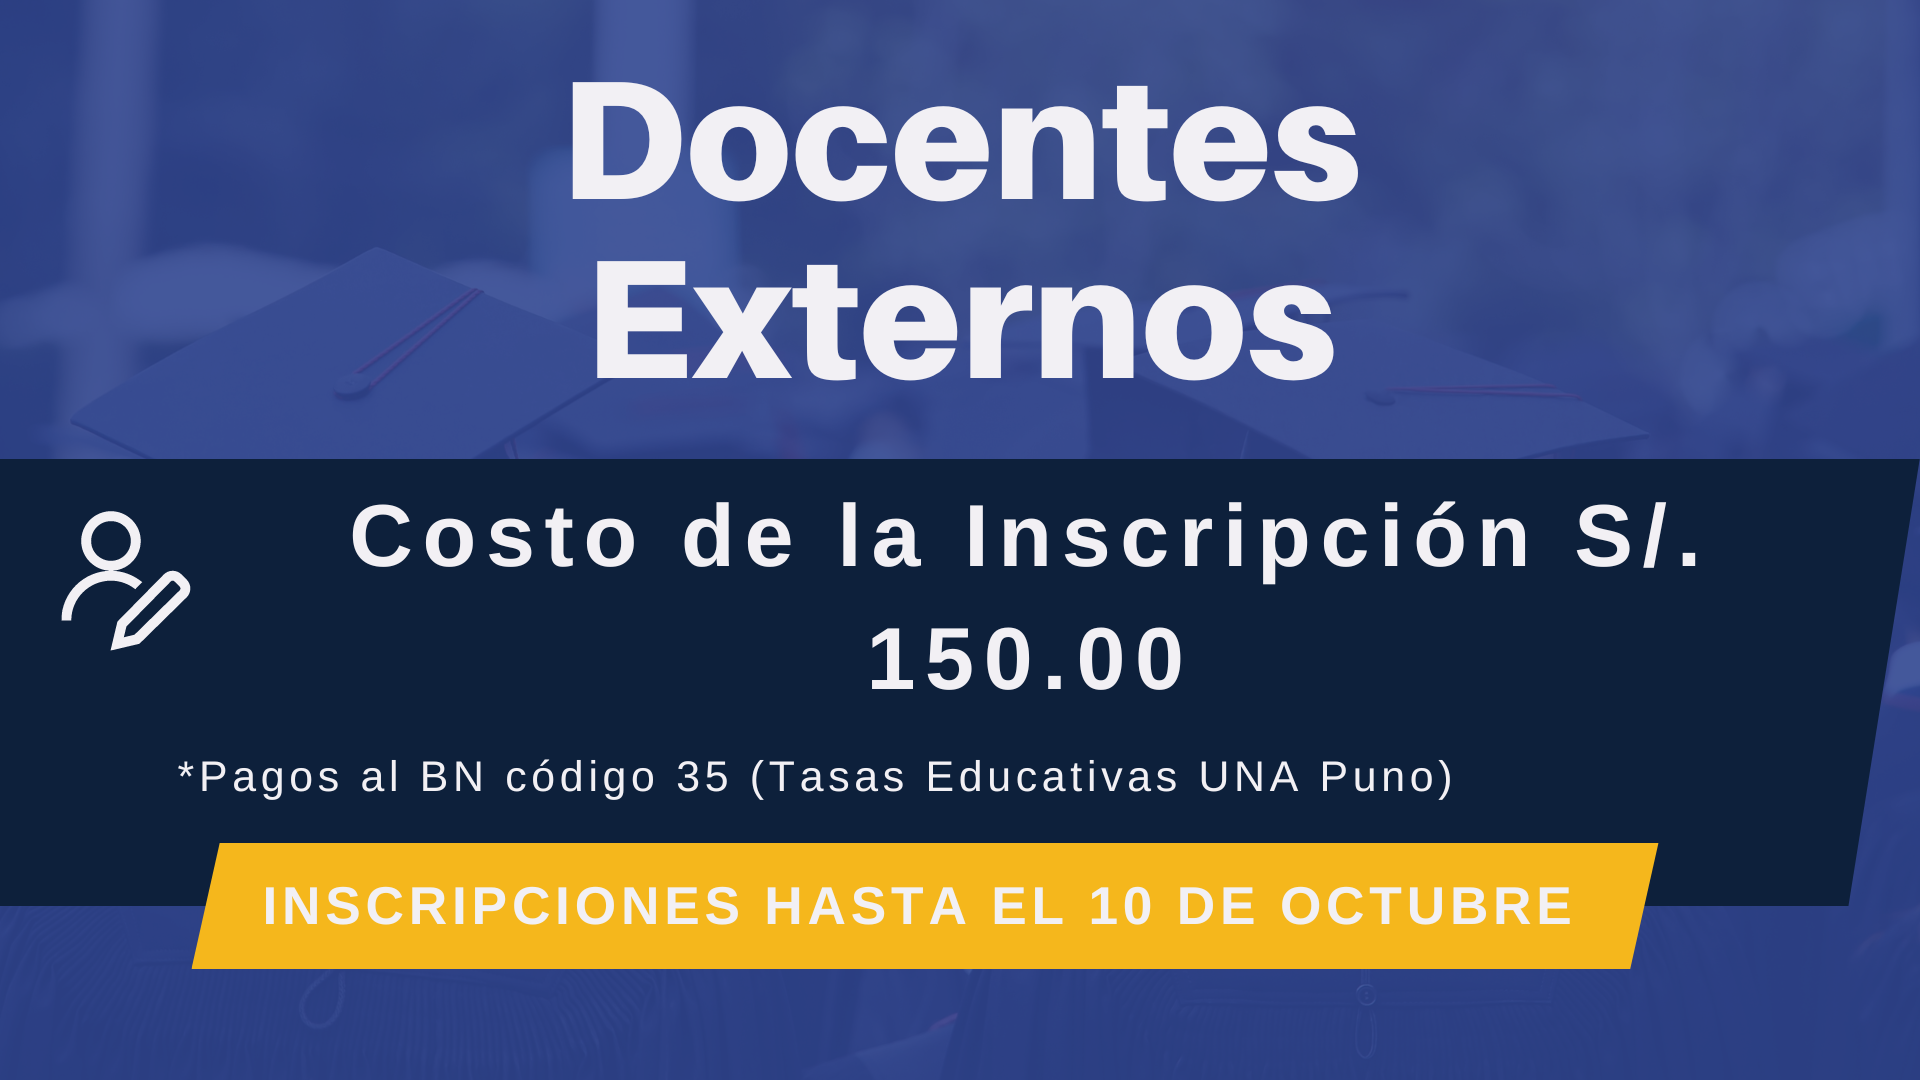 Docentes
Externos
Costo de la Inscripción S/.
150.00
*Pagos al BN código 35 (Tasas Educativas UNA Puno)
INSCRIPCIONES HASTA EL 10 DE OCTUBRE